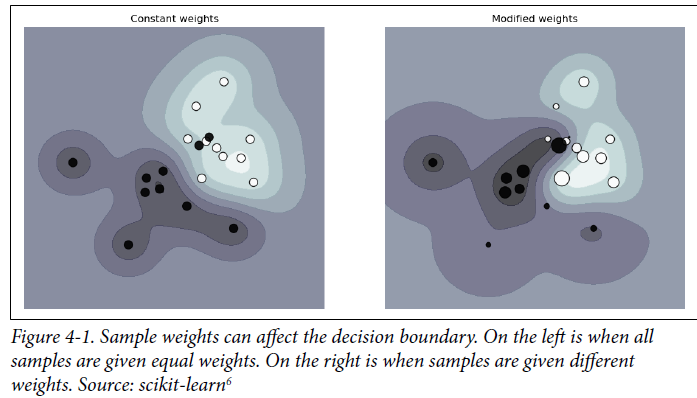 Constant weights
Modified weights
Figure 4-1. Sample weights can affect the decision boundary. On the left is when all
samples are given equal weights. On the right is when samples are given different
weights. Source: scikit-learn⁶